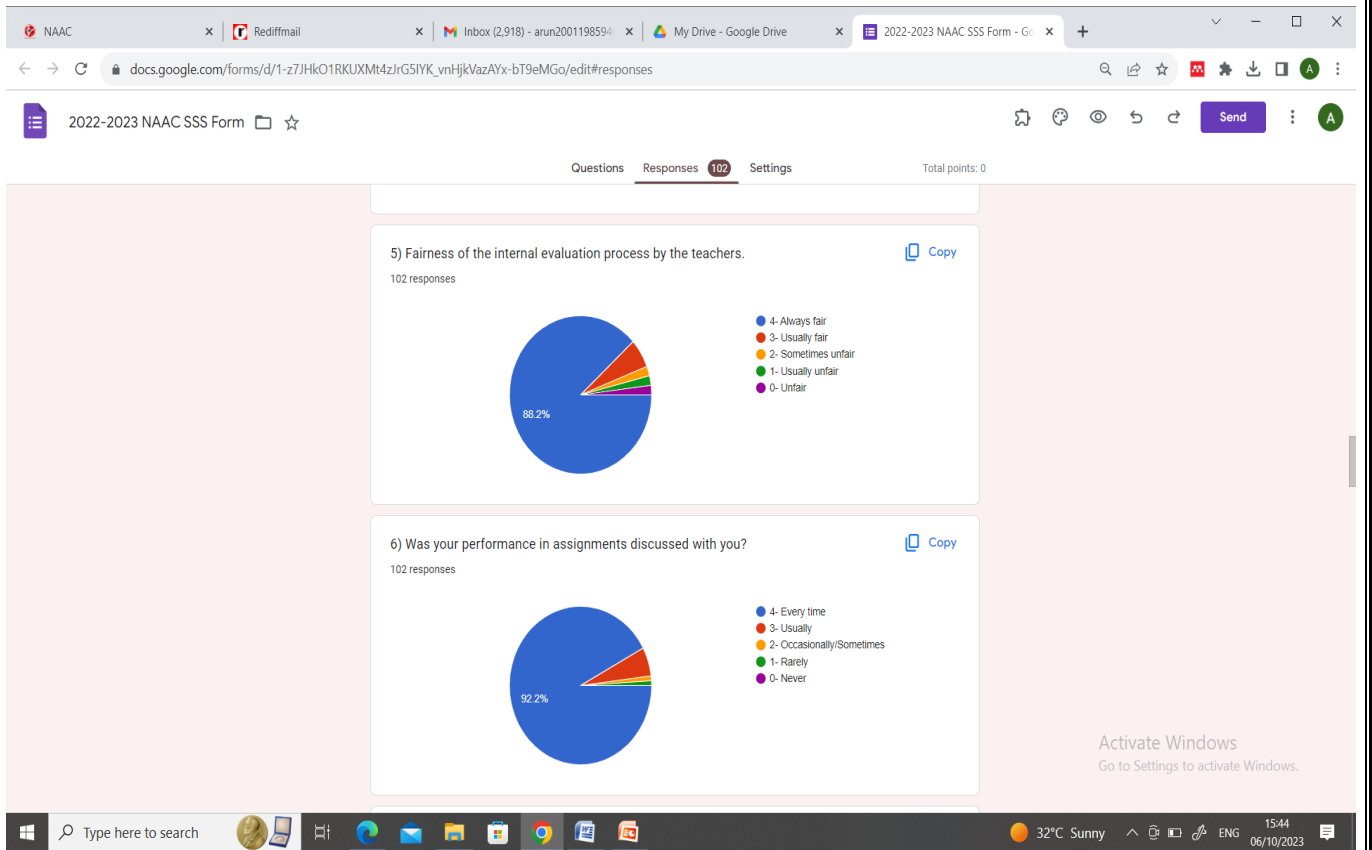 NAAC
Rediffmail
Inbox (2,918) - arun2001198594
My Drive - Google Drive
2022-2023 NAAC SSS Form - Go
docs.google.com/forms/d/1-z7JHkO1RKUXMt4zJrG5IYK_vnHjkVazAYx-bT9eMGo/edit#responses
A
2022-2023 NAAC SSS Form
Send
A
Questions Responses 102 Settings Total points: 0
5) Fairness of the internal evaluation process by the teachers.
Copy
102 responses
4- Always fair
3- Usually fair
2- Sometimes unfair
1- Usually unfair
0- Unfair
88.2%
6) Was your performance in assignments discussed with you?
Copy
102 responses
4- Every time
3- Usually
2- Occasionally/Sometimes
1- Rarely
0- Never
92.2%
Activate Windows
Go to Settings to activate Windows.
Type here to search
32°C Sunny
ENG
15:44
06/10/2023